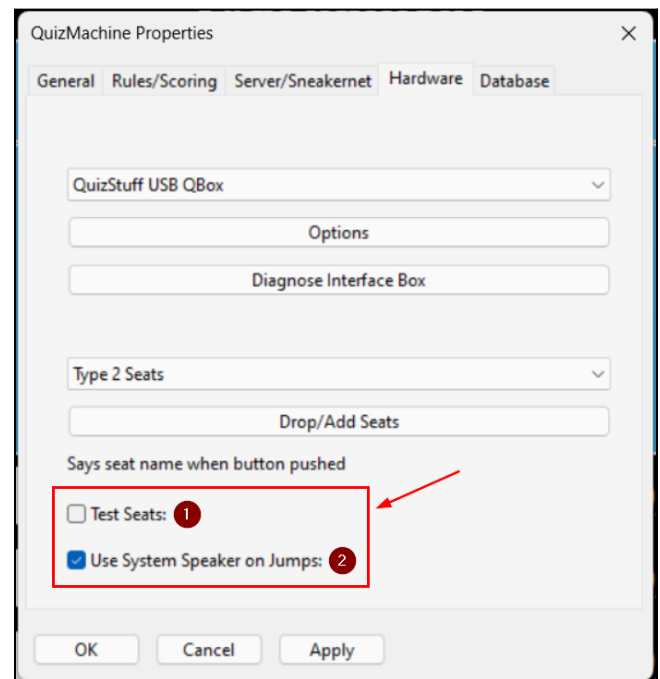 QuizMachine Properties
General Rules/Scoring Server/Sneakernet Hardware Database
QuizStuff USB QBox
Options
Diagnose Interface Box
Type 2 Seats
Drop/Add Seats
Says seat name when button pushed
Test Seats: 1
Use System Speaker on Jumps: 2
OK Cancel Apply